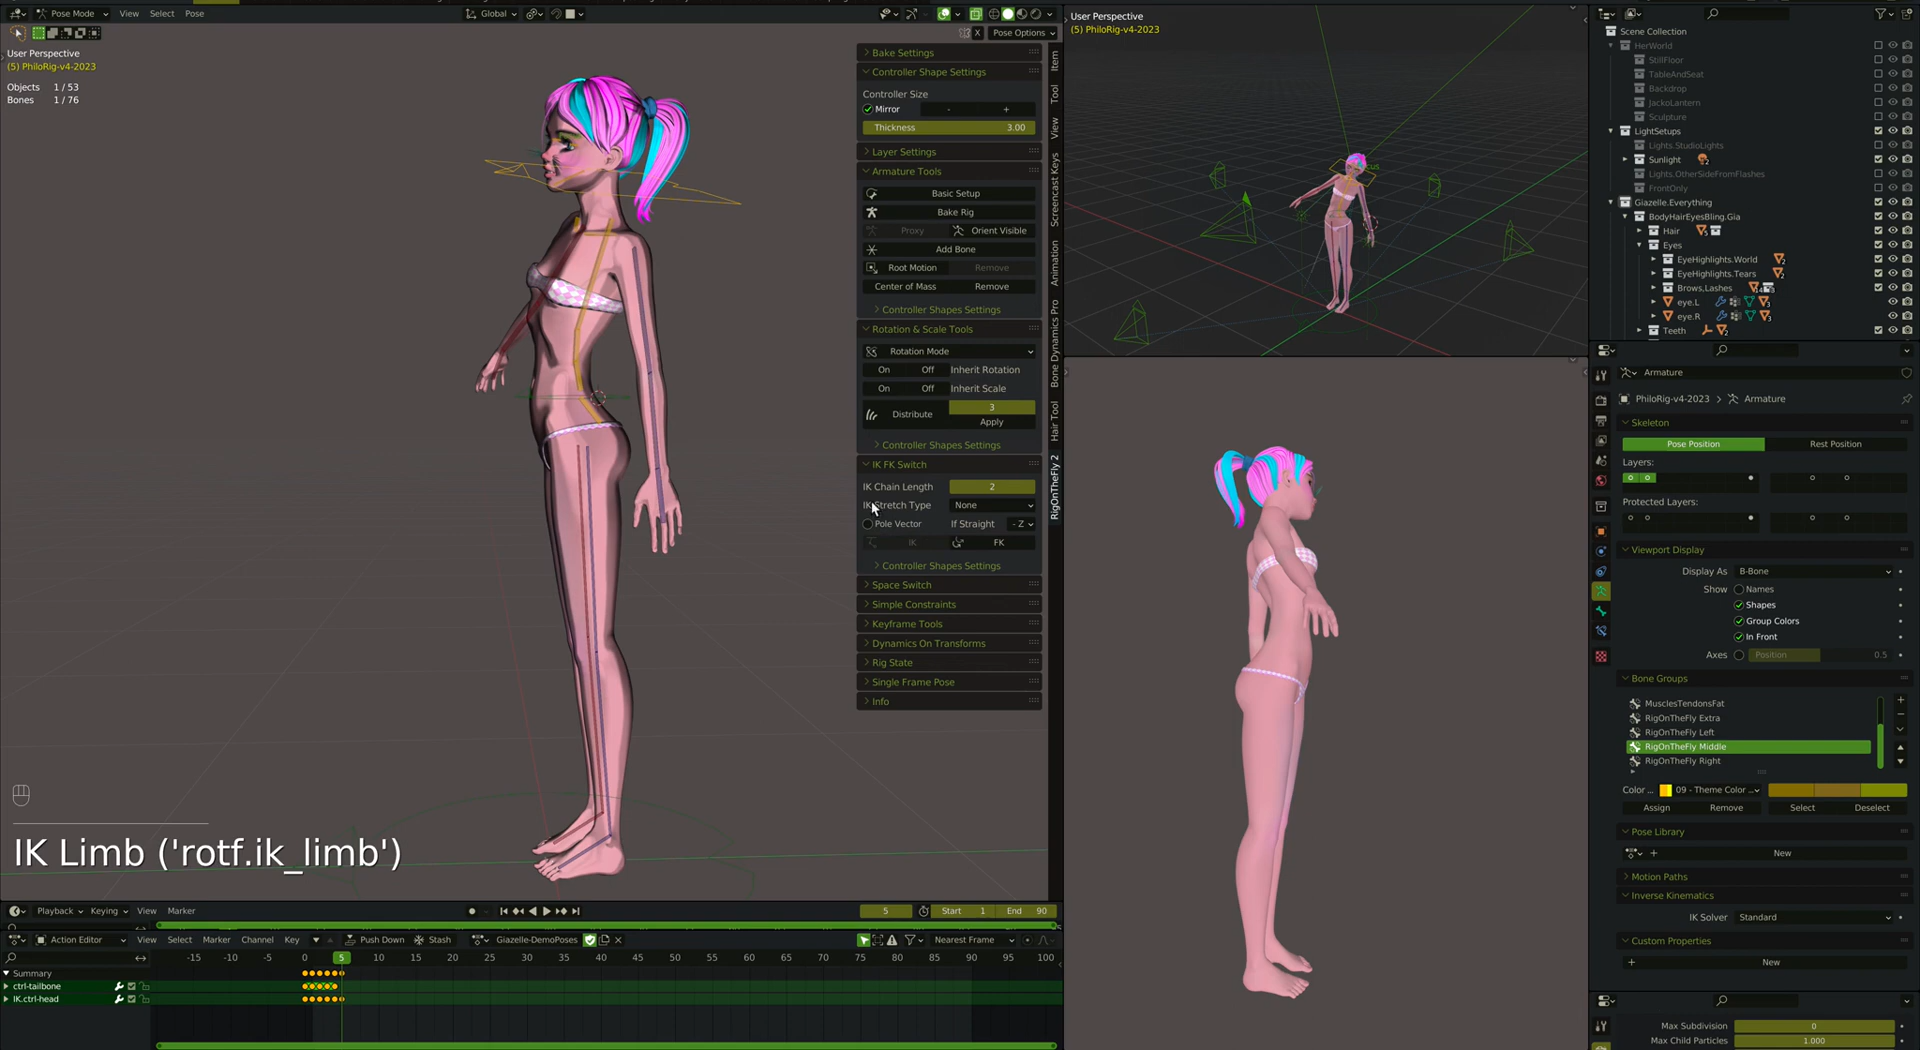 Pose Mode View Select Pose Global
X Pose Options
User Perspective
(5) PhiloRig-v4-2023
Objects 1 / 53
Bones 1 / 76
Bake Settings
Controller Shape Settings
Controller Size
Mirror - +
Thickness 3.00
Layer Settings
Armature Tools
Basic Setup
Bake Rig
Proxy Orient Visible
Add Bone
Root Motion Remove
Center of Mass Remove
Controller Shapes Settings
Rotation & Scale Tools
Rotation Mode
On Off Inherit Rotation
On Off Inherit Scale
Distribute 3
Apply
Controller Shapes Settings
IK FK Switch
IK Chain Length 2
IK Stretch Type None
Pole Vector If Straight - Z
IK FK
Controller Shapes Settings
Space Switch
Simple Constraints
Keyframe Tools
Dynamics On Transforms
Rig State
Single Frame Pose
Info
Item
Tool
View
Screencast Keys
Animation
Bone Dynamics Pro
Hair Tool
RigOnTheFly 2
IK Limb ('rotf.ik_limb')
Playback Keying View Marker
5 Start 1 End 90
Action Editor View Select Marker Channel Key Push Down Stash Giazelle-DemoPoses Nearest Frame
-15 -10 -5 0 5 10 15 20 25 30 35 40 45 50 55 60 65 70 75 80 85 90 95 100
Summary
ctrl-tailbone
IK.ctrl-head
User Perspective
(5) PhiloRig-v4-2023
Scene Collection
HerWorld
StillFloor
TableAndSeat
Backdrop
JackoLantern
Sculpture
LightSetups
Lights.StudioLights
Sunlight
Lights.OtherSideFromFlashes
FrontOnly
Giazelle.Everything
BodyHairEyesBling.Gia
Hair
Eyes
EyeHighlights.World
EyeHighlights.Tears
Brows,Lashes
eye.L
eye.R
Teeth
Armature
PhiloRig-v4-2023 > Armature
Skeleton
Pose Position Rest Position
Layers:
Protected Layers:
Viewport Display
Display As B-Bone
Show Names
Shapes
Group Colors
In Front
Axes Position 0.5
Bone Groups
MusclesTendonsFat
RigOnTheFly Extra
RigOnTheFly Left
RigOnTheFly Middle
RigOnTheFly Right
Color ... 09 - Theme Color ...
Assign Remove Select Deselect
Pose Library
+ New
Motion Paths
Inverse Kinematics
IK Solver Standard
Custom Properties
+ New
Max Subdivision 0
Max Child Particles 1.000